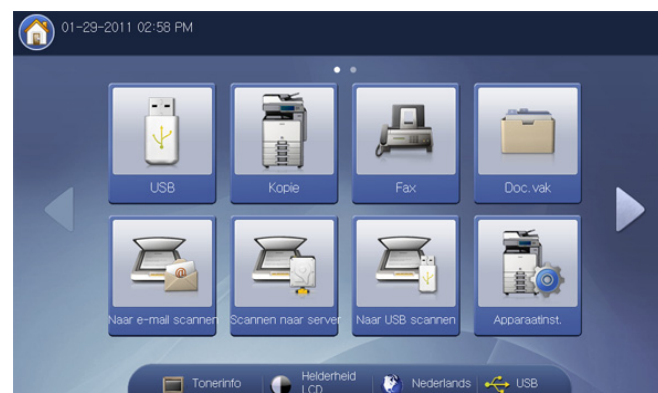 01-29-2011 02:58 PM
USB
Kopie
Fax
Doc. vak
Naar e-mail scannen
Scannen naar server
Naar USB scannen
Apparaatinst.
Tonerinfo
Helderheid
LCD
Nederlands
USB